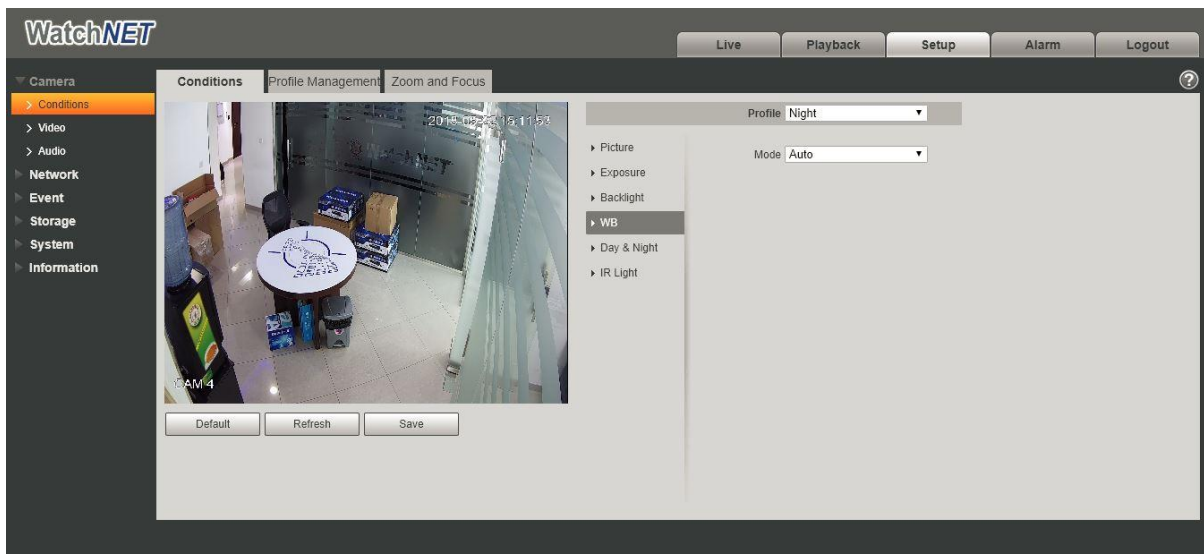 WatchNET
Live
Playback
Setup
Alarm
Logout
Camera
Conditions
Video
Audio
Network
Event
Storage
System
Information
Conditions
Profile Management
Zoom and Focus
WatchNET
CAM 4
Default
Refresh
Save
Profile Night
Picture
Exposure
Backlight
WB
Day & Night
IR Light
Mode Auto